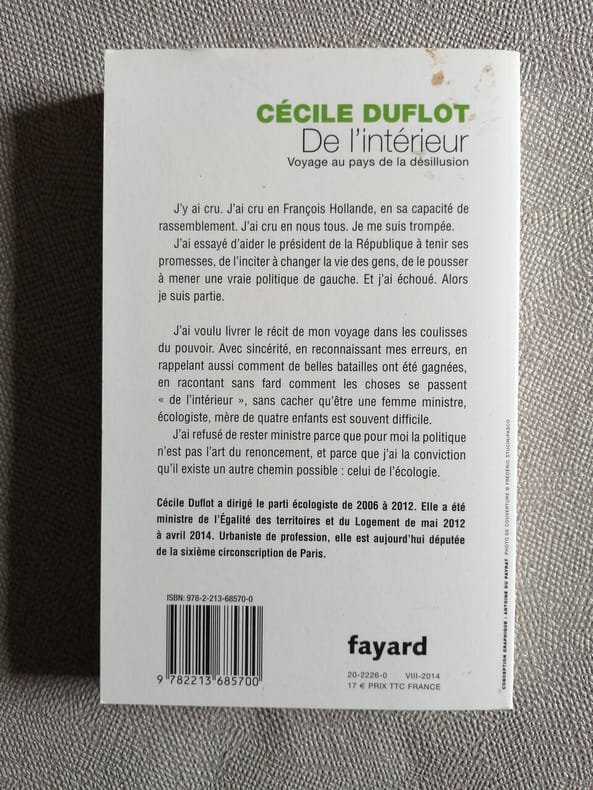 CÉCILE DUFLOT
De l'intérieur
Voyage au pays de la désillusion
J'y ai cru. J'ai cru en François Hollande, en sa capacité de
rassemblement. J'ai cru en nous tous. Je me suis trompée.
J'ai essayé d'aider le président de la République à tenir ses
promesses, de l'inciter à changer la vie des gens, de le pousser
à mener une vraie politique de gauche. Et j'ai échoué. Alors
je suis partie.
J'ai voulu livrer le récit de mon voyage dans les coulisses
du pouvoir. Avec sincérité, en reconnaissant mes erreurs, en
rappelant aussi comment de belles batailles ont été gagnées,
en racontant sans fard comment les choses se passent
« de l'intérieur », sans cacher qu'être une femme ministre,
écologiste, mère de quatre enfants est souvent difficile.
J'ai refusé de rester ministre parce que pour moi la politique
n'est pas l'art du renoncement, et parce que j'ai la conviction
qu'il existe un autre chemin possible : celui de l'écologie.
Cécile Duflot a dirigé le parti écologiste de 2006 à 2012. Elle a été
ministre de l'Égalité des territoires et du Logement de mai 2012
à avril 2014. Urbaniste de profession, elle est aujourd'hui députée
de la sixième circonscription de Paris.
ISBN: 978-2-213-68570-0
9 782213 685700
fayard
20-2226-0 VIII-2014
17 € PRIX TTC FRANCE
CONCEPTION GRAPHIQUE : ANTOINE DU PAYRAT PHOTO DE COUVERTURE © FRÉDÉRIC STUCIN/PASCO